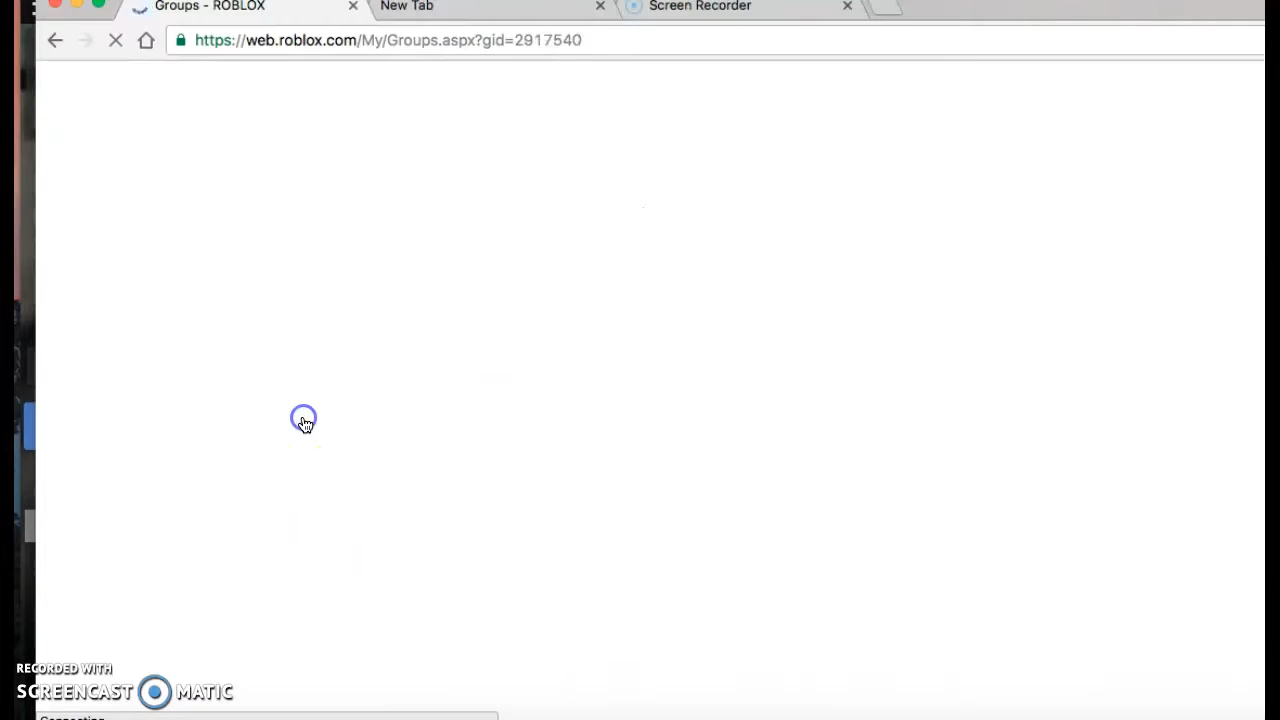 Groups - ROBLOX
New Tab
Screen Recorder
https://web.roblox.com/My/Groups.aspx?gid=2917540
RECORDED WITH
SCREENCAST MATIC
Connecting